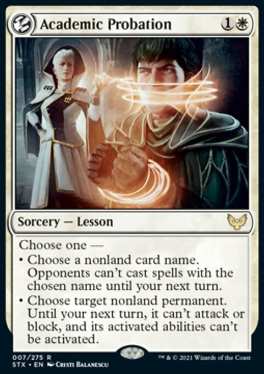 Academic Probation 1
Sorcery — Lesson
Choose one —
• Choose a nonland card name.
Opponents can't cast spells with the
chosen name until your next turn.
• Choose target nonland permanent.
Until your next turn, it can't attack or
block, and its activated abilities can't
be activated.
007/275 R
STX • EN Cristi Balanescu
™ & © 2021 Wizards of the Coast